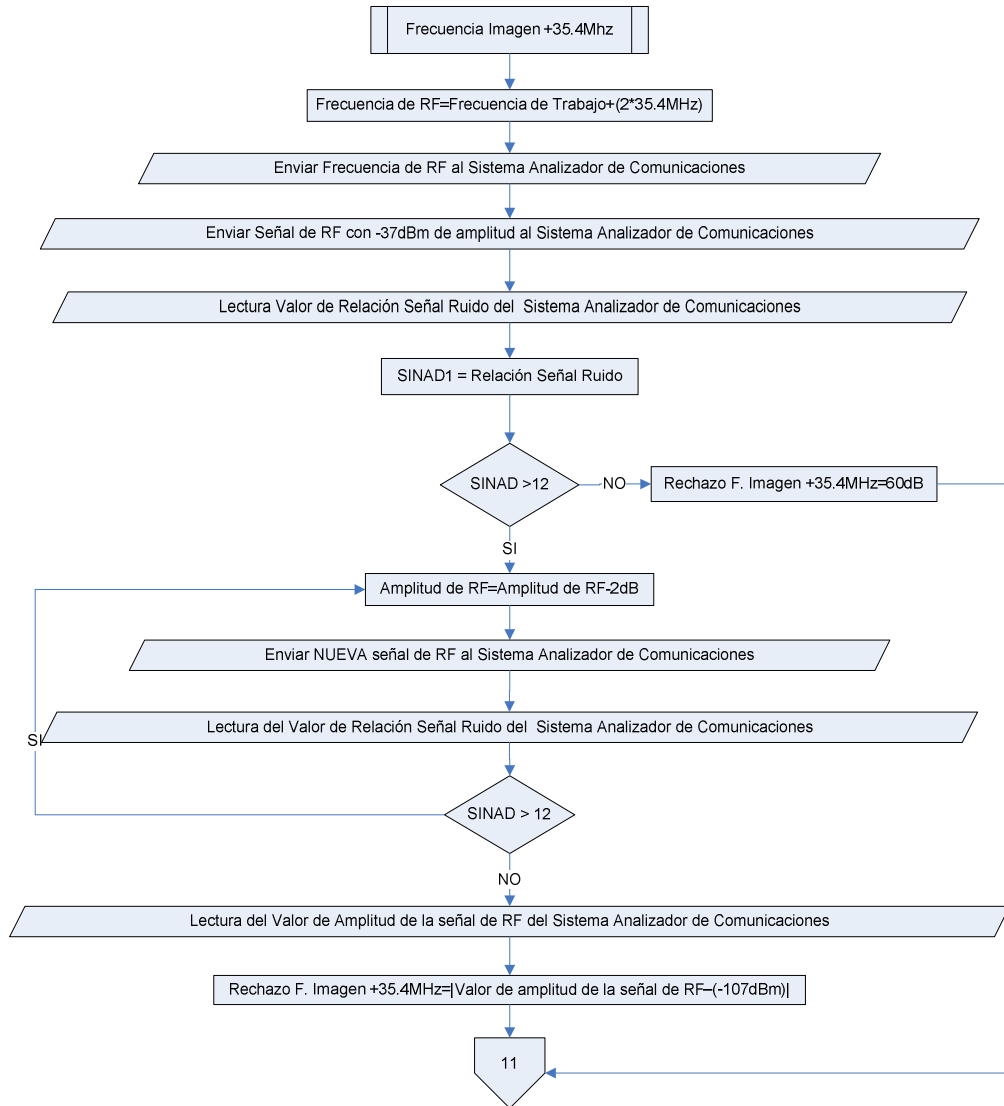 Frecuencia Imagen +35.4Mhz
Frecuencia de RF=Frecuencia de Trabajo+(2*35.4MHz)
Enviar Frecuencia de RF al Sistema Analizador de Comunicaciones
Enviar Señal de RF con -37dBm de amplitud al Sistema Analizador de Comunicaciones
Lectura Valor de Relación Señal Ruido del Sistema Analizador de Comunicaciones
SINAD1 = Relación Señal Ruido
SINAD >12
NO
Rechazo F. Imagen +35.4MHz=60dB
SI
Amplitud de RF=Amplitud de RF-2dB
Enviar NUEVA señal de RF al Sistema Analizador de Comunicaciones
Lectura del Valor de Relación Señal Ruido del Sistema Analizador de Comunicaciones
SI
SINAD > 12
NO
Lectura del Valor de Amplitud de la señal de RF del Sistema Analizador de Comunicaciones
Rechazo F. Imagen +35.4MHz=|Valor de amplitud de la señal de RF–(-107dBm)|
11